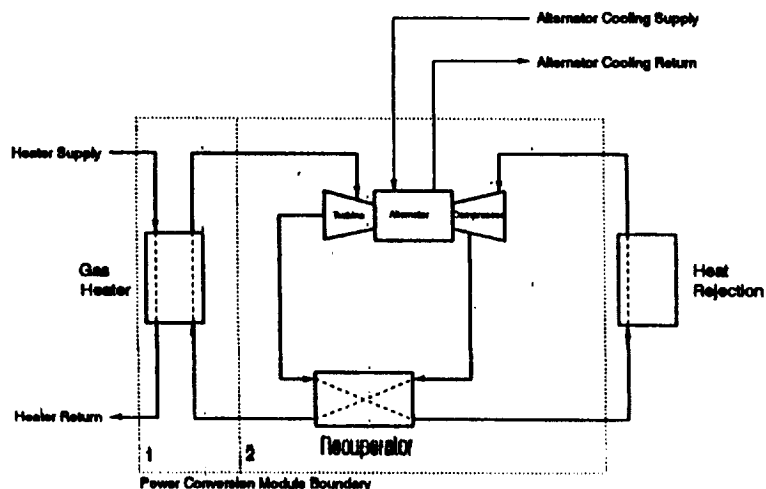 Alternator Cooling Supply
Alternator Cooling Return
Heater Supply
Turbine
Alternator
Compressor
Gas
Heater
Heat
Rejection
Heater Return
Recuperator
1
2
Power Conversion Module Boundary